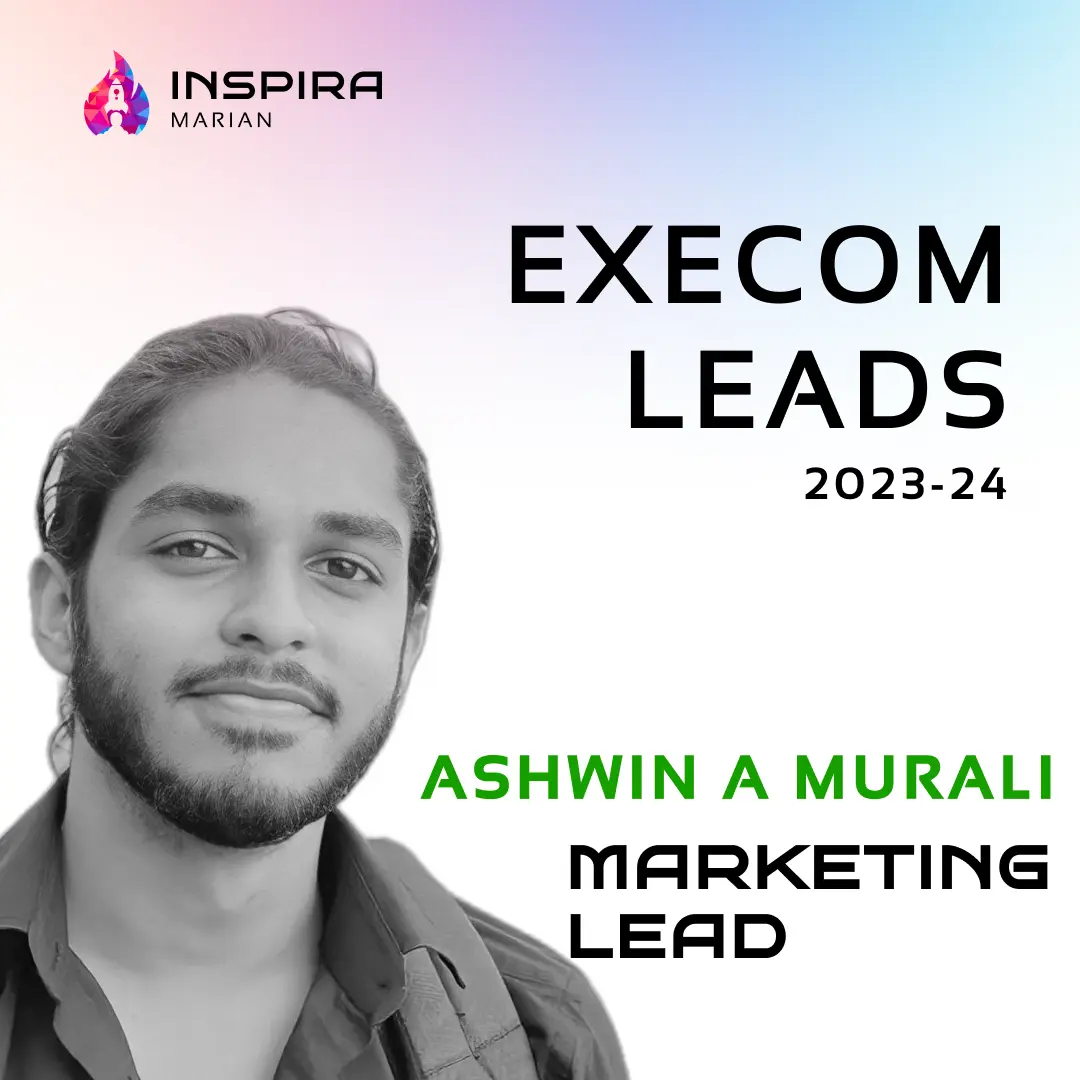 INSPIRA
MARIAN
EXECOM
LEADS
2023-24
ASHWIN A MURALI
MARKETING
LEAD